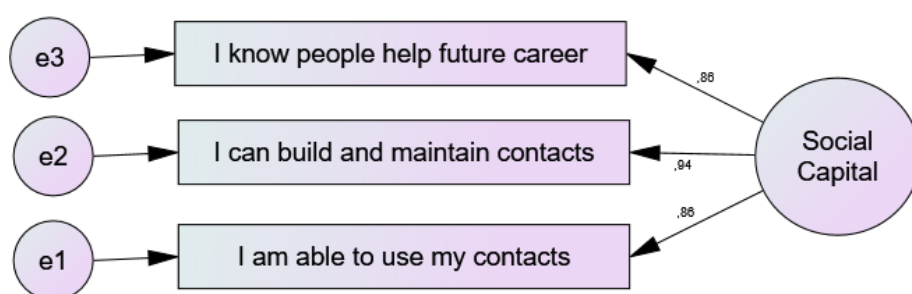 e3
I know people help future career
,86
e2
I can build and maintain contacts
,94
Social
Capital
,86
e1
I am able to use my contacts